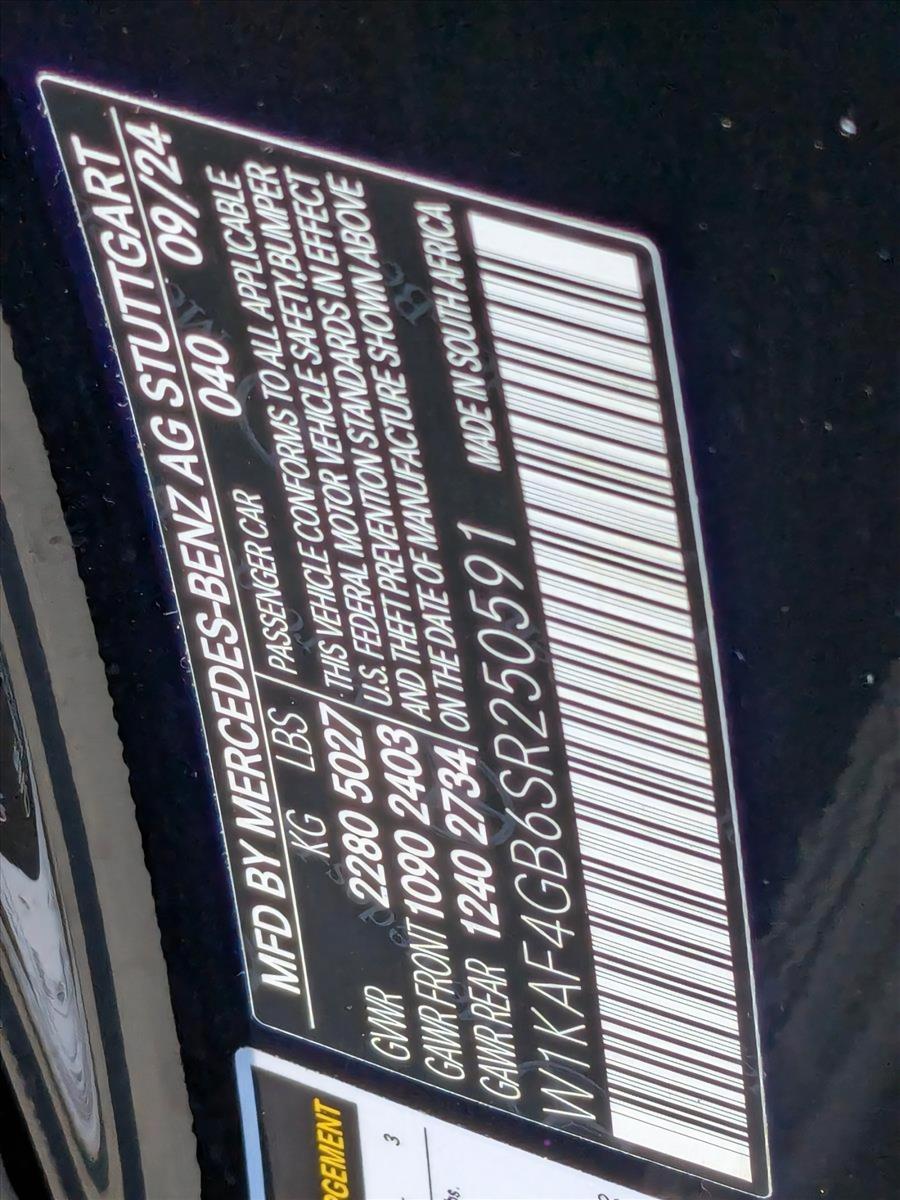 MFD BY MERCEDES-BENZ AG STUTTGART
KG LBS PASSENGER CAR 040 09/24
GVWR 2280 5027
GAWR FRONT 1090 2403
GAWR REAR 1240 2734
THIS VEHICLE CONFORMS TO ALL APPLICABLE
U.S. FEDERAL MOTOR VEHICLE SAFETY, BUMPER
AND THEFT PREVENTION STANDARDS IN EFFECT
ON THE DATE OF MANUFACTURE SHOWN ABOVE
W1KAF4GB6SR250591 MADE IN SOUTH AFRICA
3